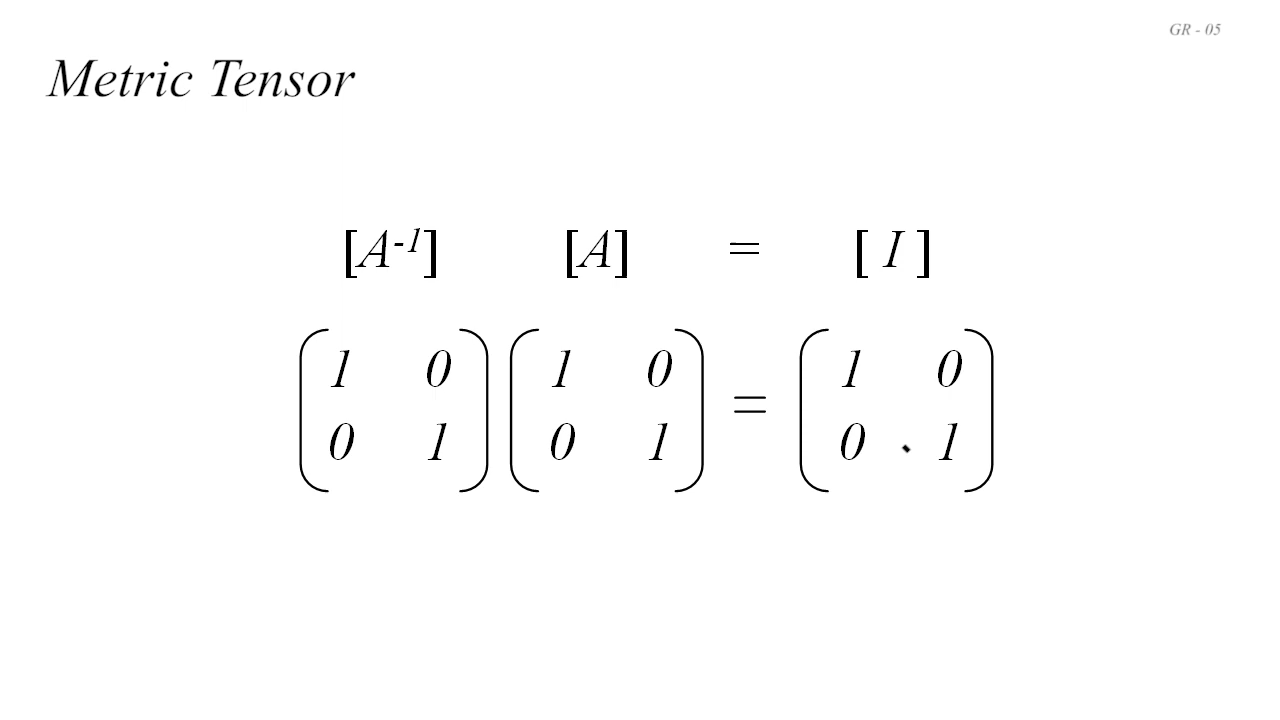 GR - 05
Metric Tensor
[A⁻¹] [A] = [ I ]
1 0 1 0 = 1 0
0 1 0 1 0 1